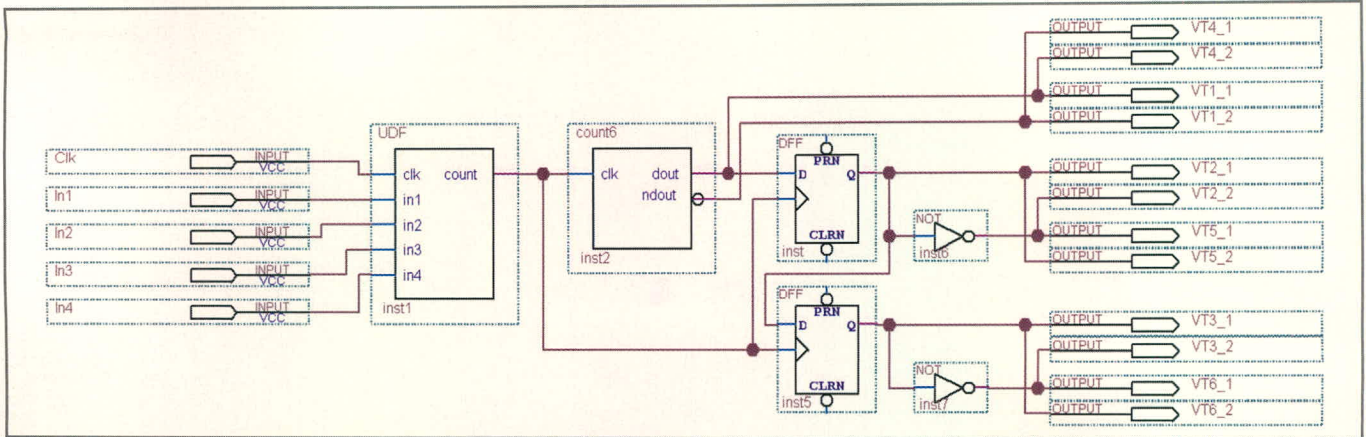 OUTPUT VT4_1
OUTPUT VT4_2
OUTPUT VT1_1
OUTPUT VT1_2
Clk INPUT VCC
In1 INPUT VCC
In2 INPUT VCC
In3 INPUT VCC
In4 INPUT VCC
UDF
clk count
in1
in2
in3
in4
inst1
count6
clk dout
ndout
inst2
DFF
PRN
D Q
CLRN
inst
NOT
inst6
OUTPUT VT2_1
OUTPUT VT2_2
OUTPUT VT5_1
OUTPUT VT5_2
DFF
PRN
D Q
CLRN
inst5
NOT
inst7
OUTPUT VT3_1
OUTPUT VT3_2
OUTPUT VT6_1
OUTPUT VT6_2